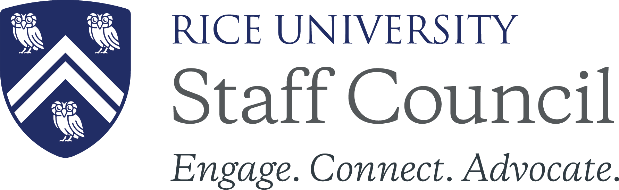 RICE UNIVERSITY
Staff Council
Engage. Connect. Advocate.